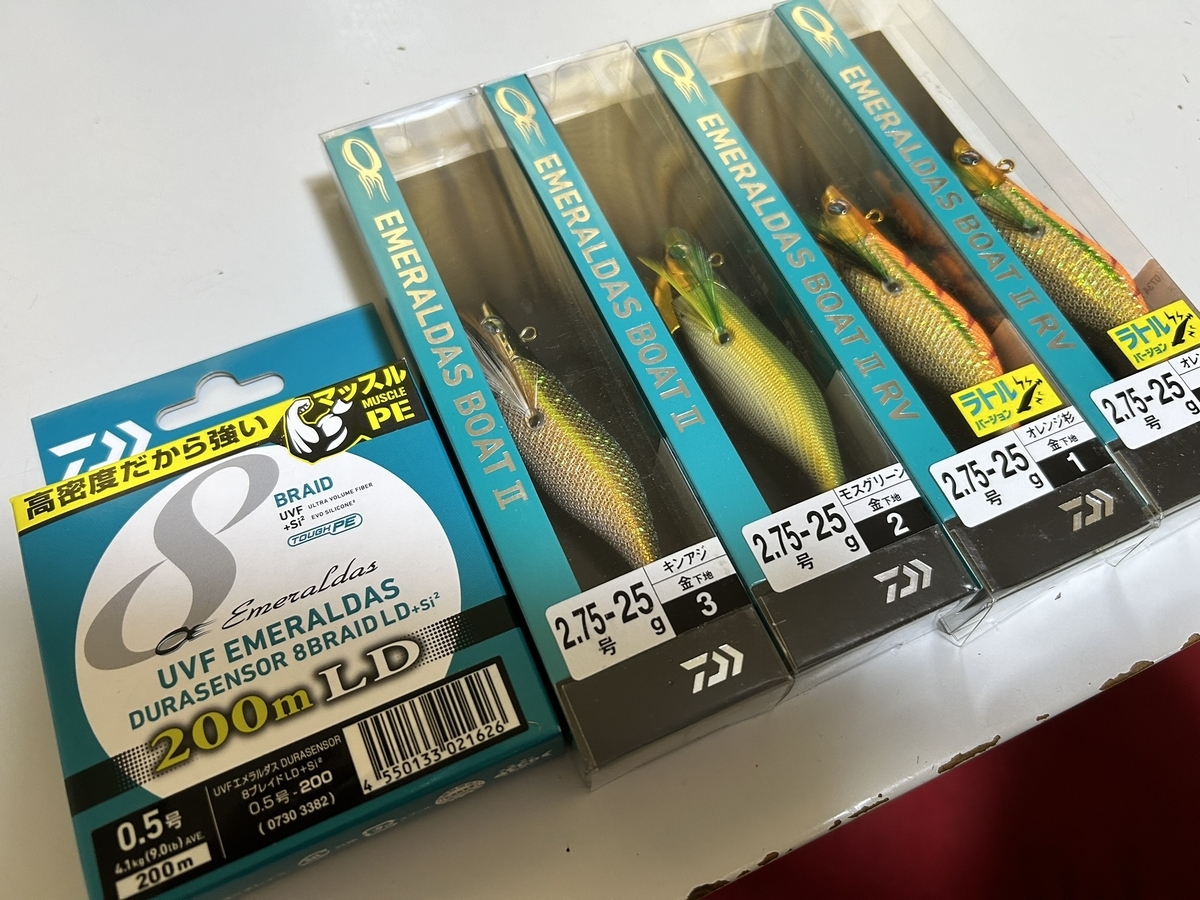 高密度だから強い
マッスル
MUSCLE
PE
8
BRAID
UVF ULTRA VOLUME FIBER
+Si² EVO SILICONE²
TOUGH PE
Emeraldas
UVF EMERALDAS
DURASENSOR 8BRAID LD+Si²
200m LD
4 550133 021626
UVFエメラルダス DURASENSOR
8ブレイドLD+Si²
0.5号-200
(0730 3382)
0.5号
4.1kg(9.0lb)AVE.
200m
EMERALDAS BOAT II
キンアジ
金下地
2.75-25
号 g
3
EMERALDAS BOAT II
モスグリーン
金下地
2.75-25
号 g
2
EMERALDAS BOAT II RV
ラトル
バージョン
オレンジ杉
金下地
2.75-25
号 g
1
EMERALDAS BOAT II RV
ラトル
バージョン
2.75-25
号 g